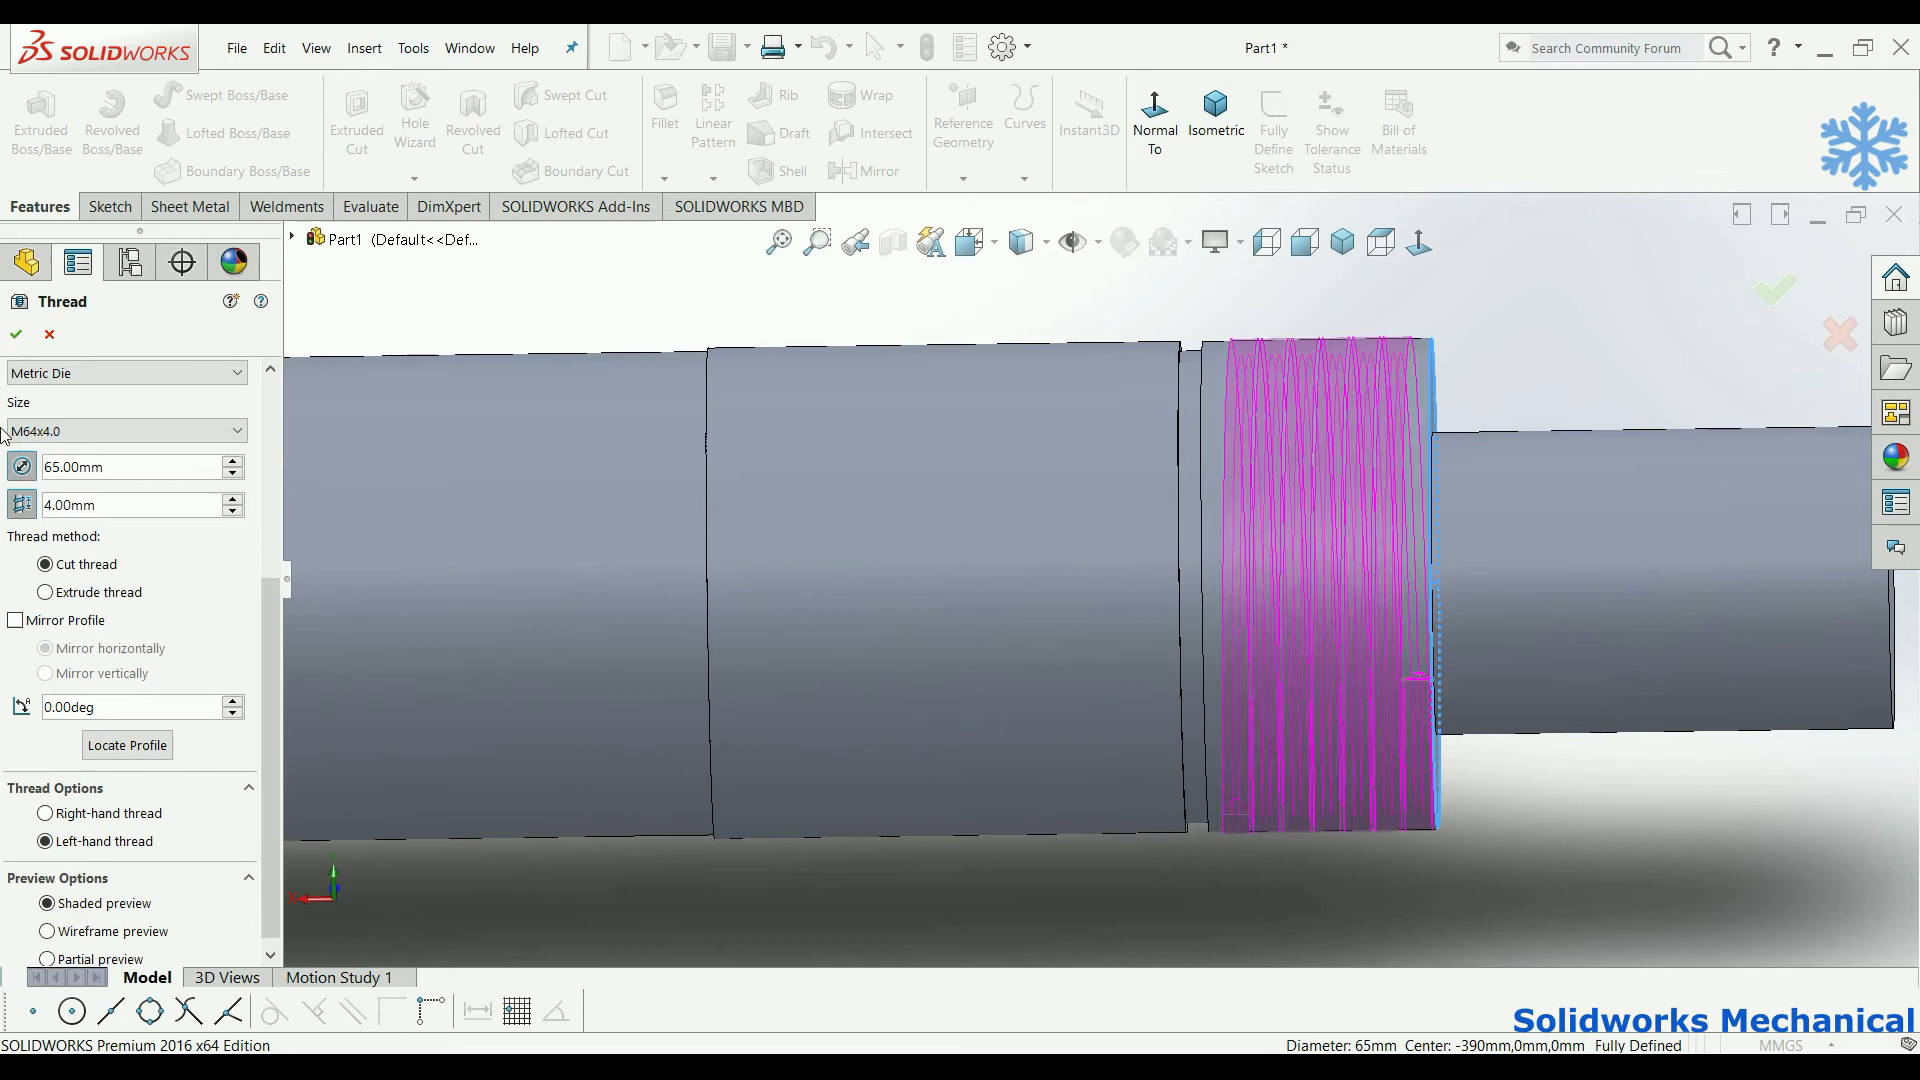 SOLIDWORKS
File Edit View Insert Tools Window Help
Part1 *
Search Community Forum
Extruded Boss/Base
Revolved Boss/Base
Swept Boss/Base
Lofted Boss/Base
Boundary Boss/Base
Extruded Cut
Hole Wizard
Revolved Cut
Swept Cut
Lofted Cut
Boundary Cut
Fillet
Linear Pattern
Rib
Draft
Shell
Wrap
Intersect
Mirror
Reference Geometry
Curves
Instant3D
Normal To
Isometric
Fully Define Sketch
Show Tolerance Status
Bill of Materials
Features Sketch Sheet Metal Weldments Evaluate DimXpert SOLIDWORKS Add-Ins SOLIDWORKS MBD
Part1 (Default<<Def...
Thread
Metric Die
Size
M64x4.0
65.00mm
4.00mm
Thread method:
Cut thread
Extrude thread
Mirror Profile
Mirror horizontally
Mirror vertically
0.00deg
Locate Profile
Thread Options
Right-hand thread
Left-hand thread
Preview Options
Shaded preview
Wireframe preview
Partial preview
Model 3D Views Motion Study 1
Solidworks Mechanical
SOLIDWORKS Premium 2016 x64 Edition
Diameter: 65mm Center: -390mm,0mm,0mm Fully Defined
MMGS